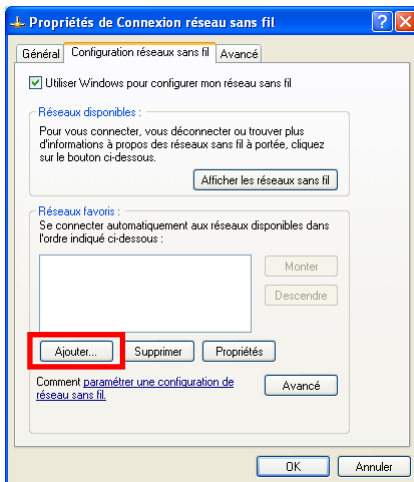 Propriétés de Connexion réseau sans fil
Général Configuration réseaux sans fil Avancé
Utiliser Windows pour configurer mon réseau sans fil
Réseaux disponibles :
Pour vous connecter, vous déconnecter ou trouver plus
d'informations à propos des réseaux sans fil à portée, cliquez
sur le bouton ci-dessous.
Afficher les réseaux sans fil
Réseaux favoris :
Se connecter automatiquement aux réseaux disponibles dans
l'ordre indiqué ci-dessous :
Monter
Descendre
Ajouter... Supprimer Propriétés
Comment paramétrer une configuration de
réseau sans fil.
Avancé
OK Annuler